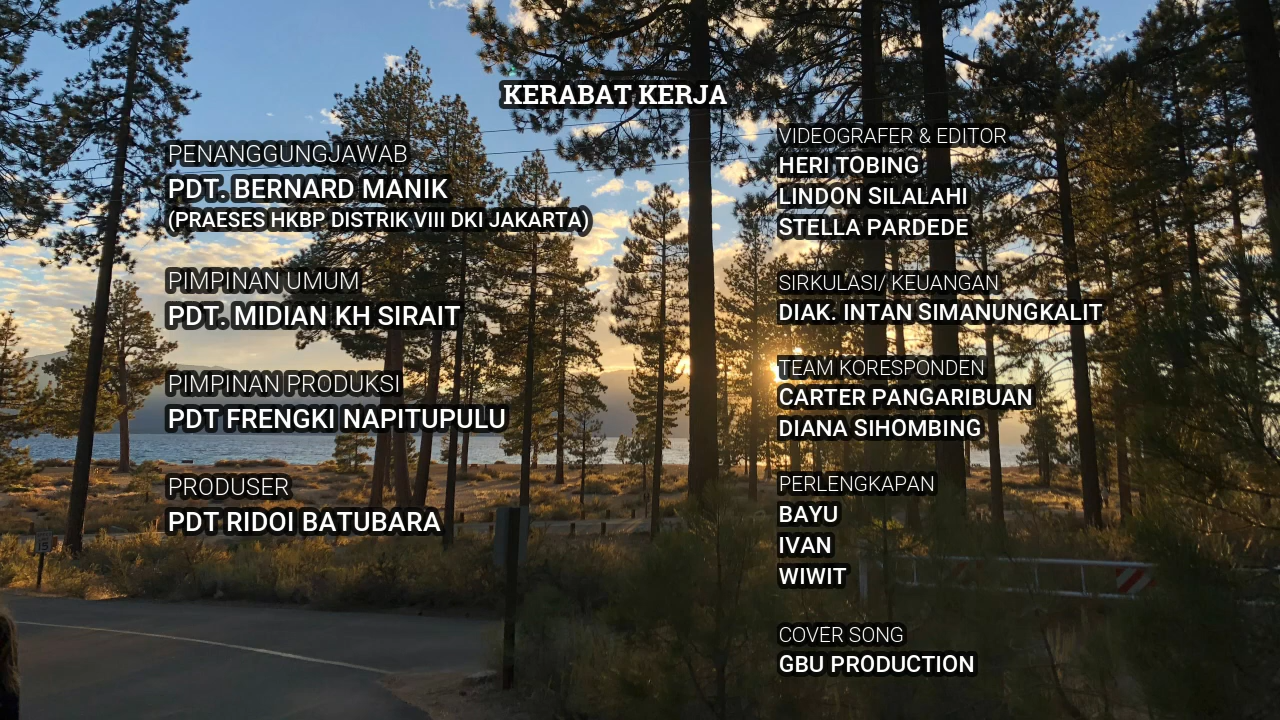 KERABAT KERJA
PENANGGUNGJAWAB
PDT. BERNARD MANIK
(PRAESES HKBP DISTRIK VIII DKI JAKARTA)
PIMPINAN UMUM
PDT. MIDIAN KH SIRAIT
PIMPINAN PRODUKSI
PDT FRENGKI NAPITUPULU
PRODUSER
PDT RIDOI BATUBARA
VIDEOGRAFER & EDITOR
HERI TOBING
LINDON SILALAHI
STELLA PARDEDE
SIRKULASI/ KEUANGAN
DIAK. INTAN SIMANUNGKALIT
TEAM KORESPONDEN
CARTER PANGARIBUAN
DIANA SIHOMBING
PERLENGKAPAN
BAYU
IVAN
WIWIT
COVER SONG
GBU PRODUCTION